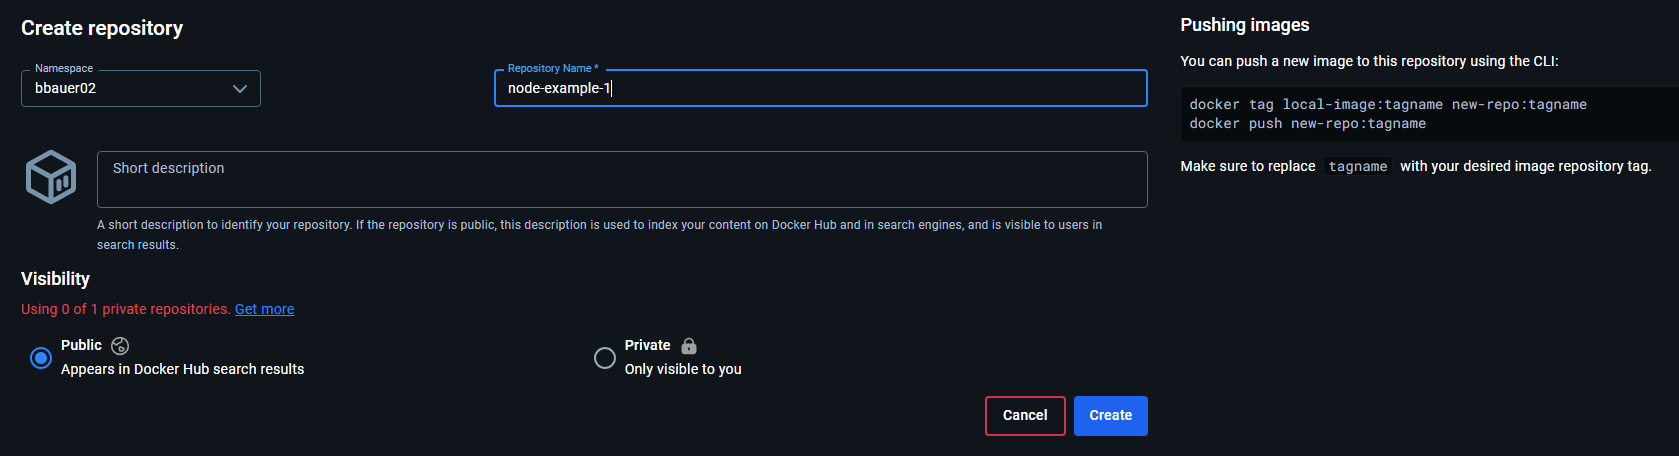 Create repository
Namespace
bbauer02
Repository Name *
node-example-1
Short description
A short description to identify your repository. If the repository is public, this description is used to index your content on Docker Hub and in search engines, and is visible to users in
search results.
Visibility
Using 0 of 1 private repositories. Get more
Public
Appears in Docker Hub search results
Private
Only visible to you
Cancel
Create
Pushing images
You can push a new image to this repository using the CLI:
docker tag local-image:tagname new-repo:tagname
docker push new-repo:tagname
Make sure to replace tagname with your desired image repository tag.